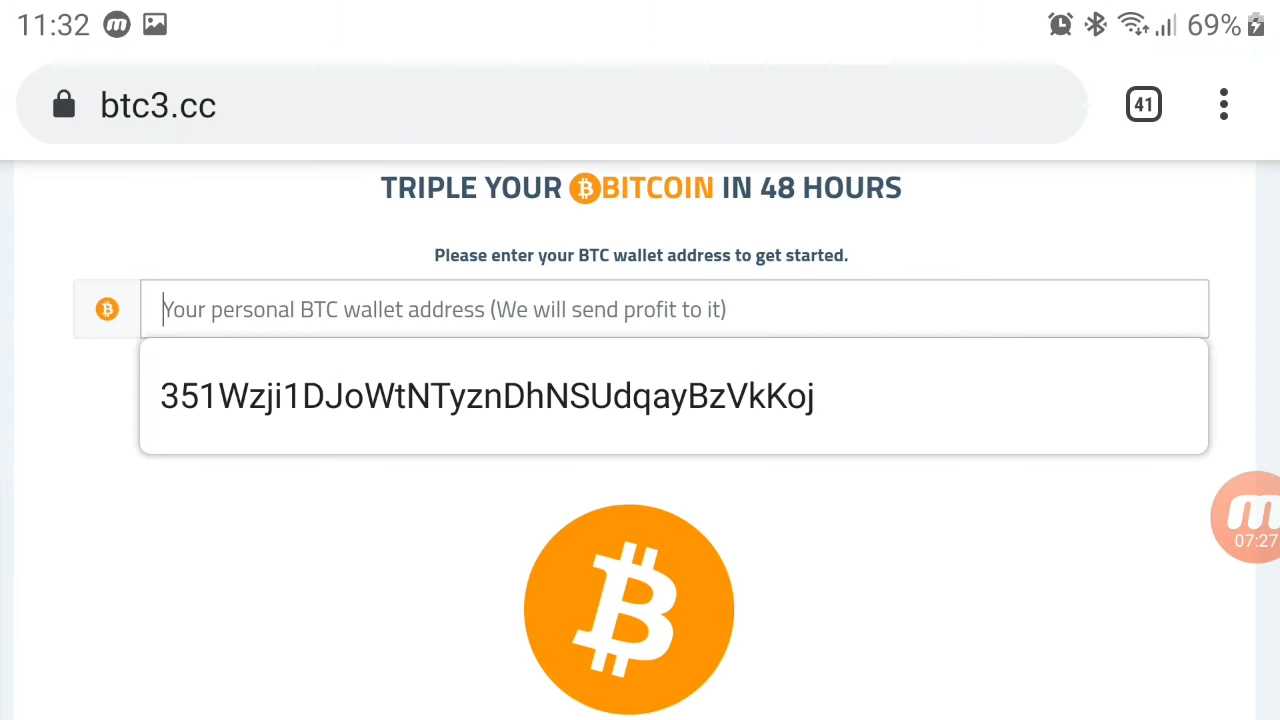 11:32 m 69%
btc3.cc 41
TRIPLE YOUR BITCOIN IN 48 HOURS
Please enter your BTC wallet address to get started.
Your personal BTC wallet address (We will send profit to it)
351Wzji1DJoWtNTyznDhNSUdqayBzVkKoj
m
07:27